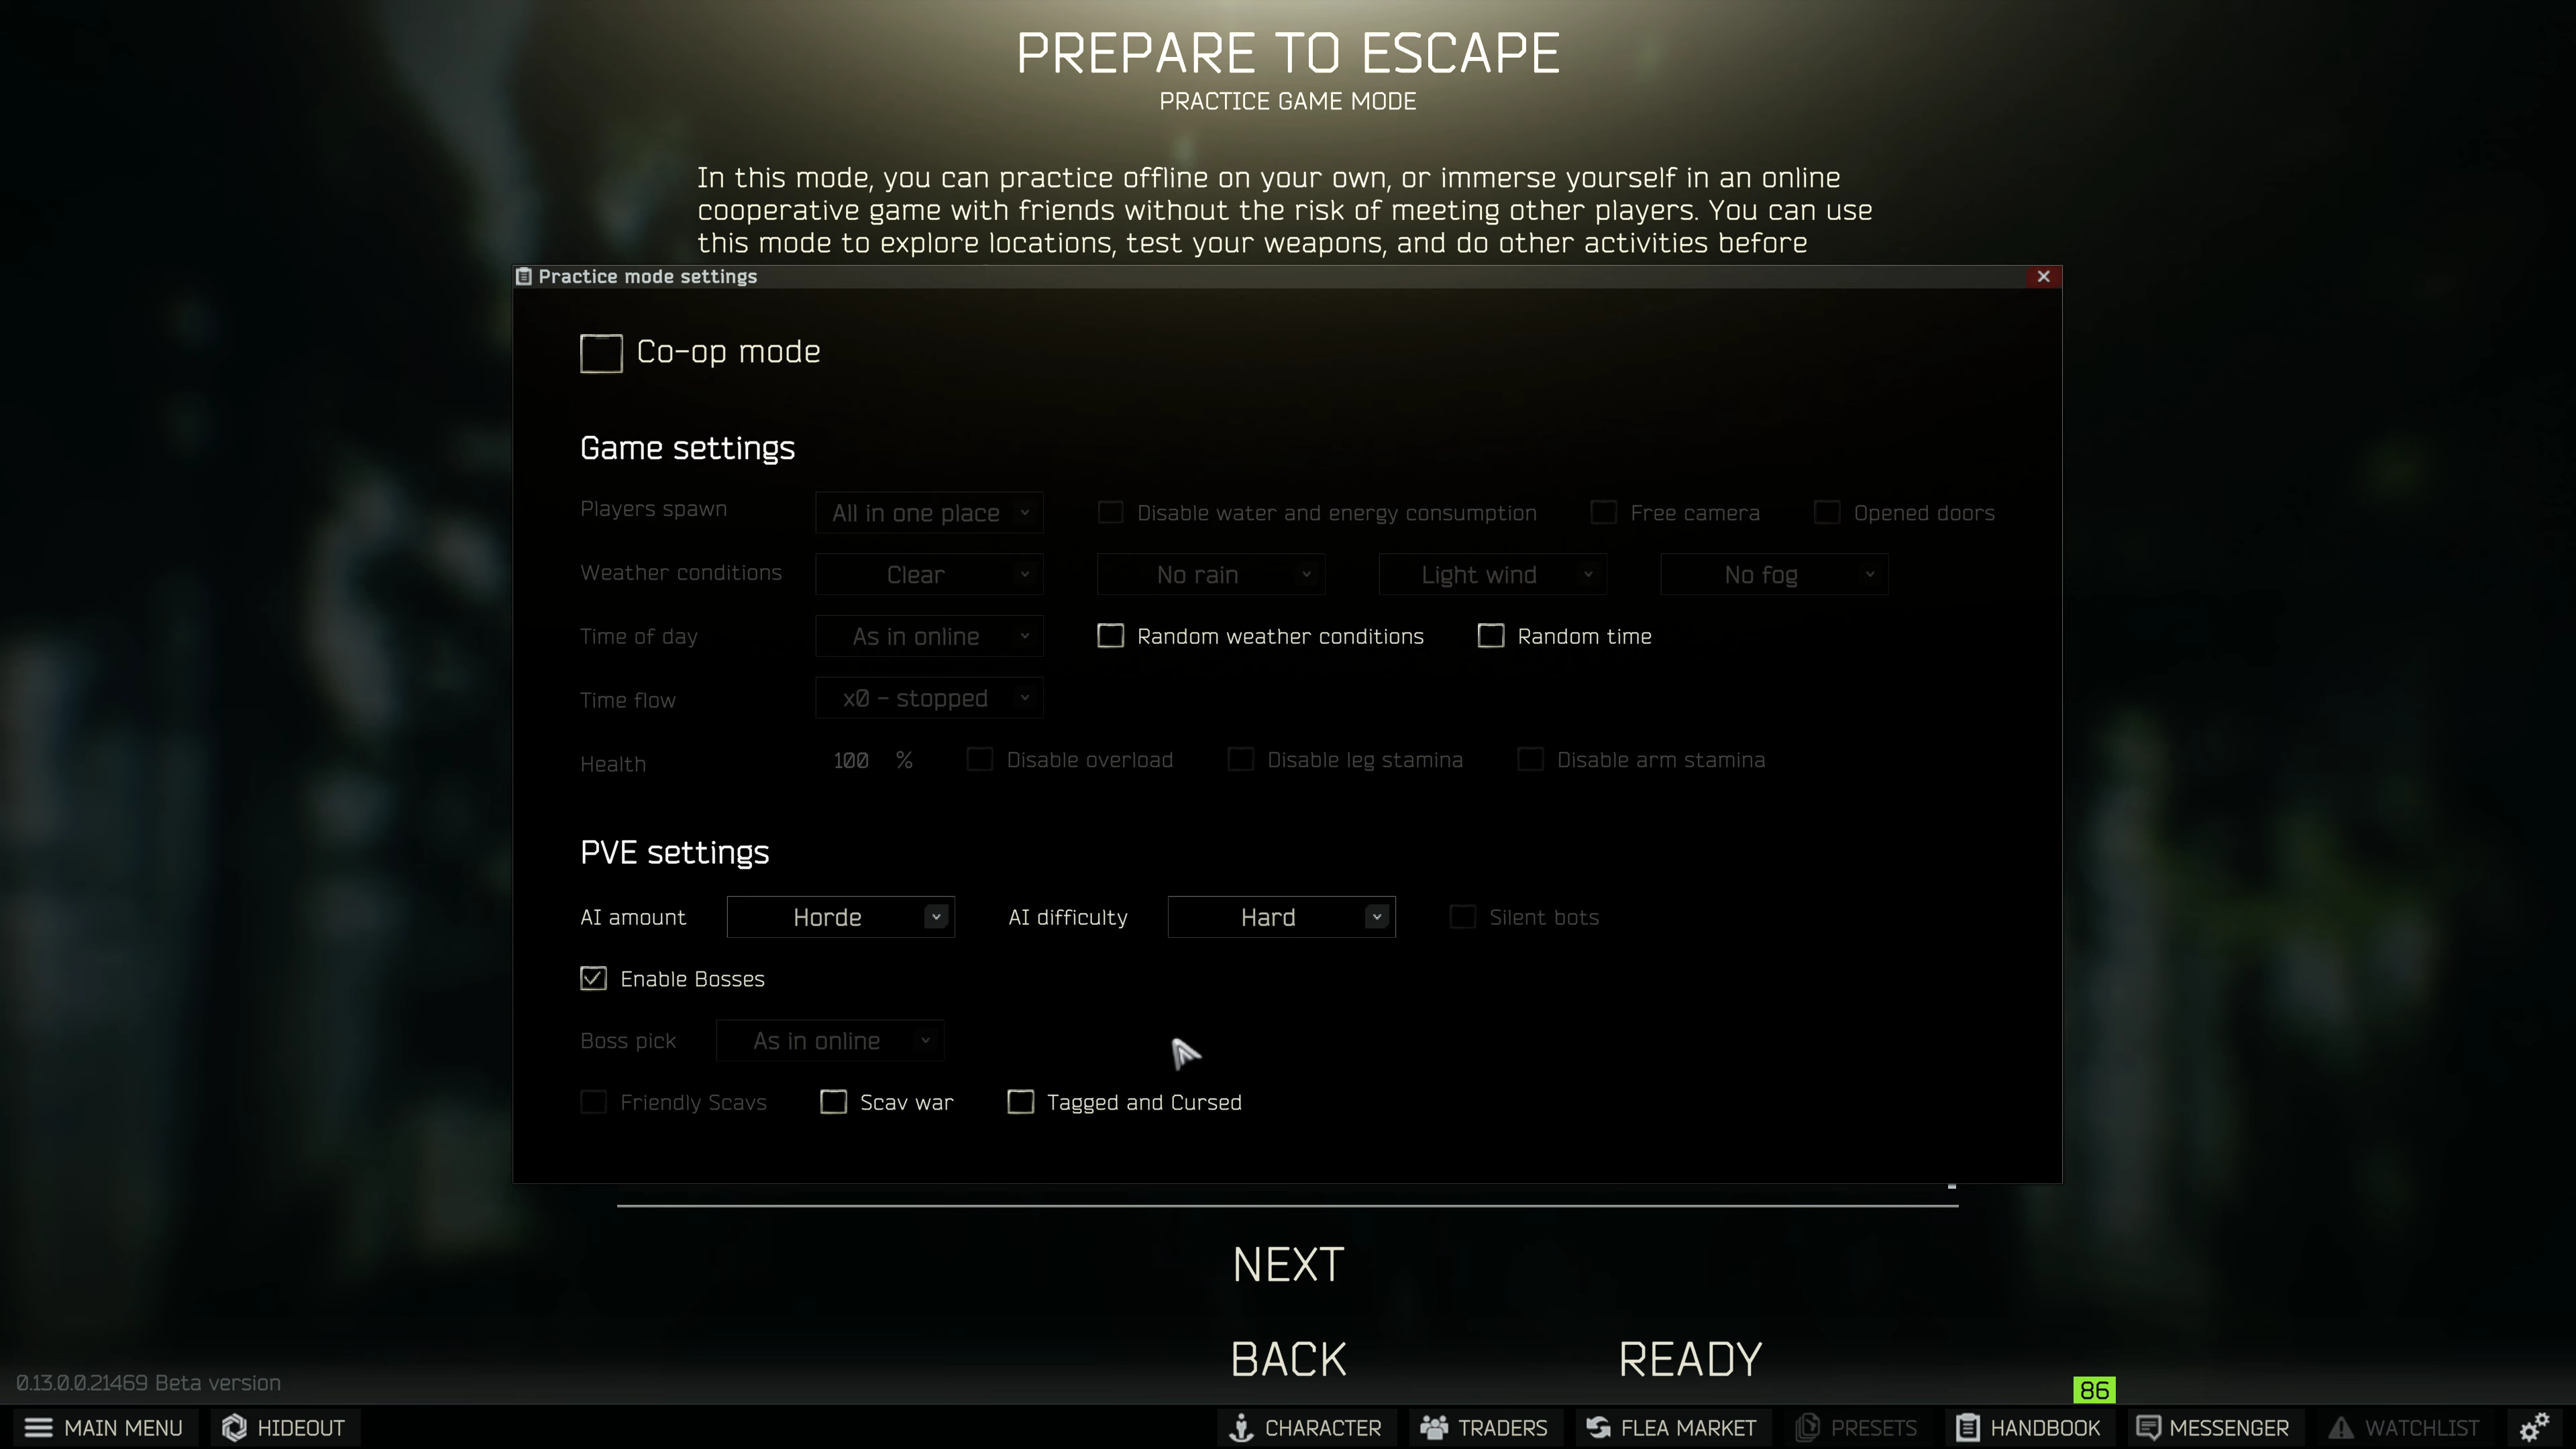 PREPARE TO ESCAPE
PRACTICE GAME MODE
In this mode, you can practice offline on your own, or immerse yourself in an online
cooperative game with friends without the risk of meeting other players. You can use
this mode to explore locations, test your weapons, and do other activities before
Practice mode settings
Co-op mode
Game settings
Players spawn All in one place Disable water and energy consumption Free camera Opened doors
Weather conditions Clear No rain Light wind No fog
Time of day As in online Random weather conditions Random time
Time flow x0 - stopped
Health 100 % Disable overload Disable leg stamina Disable arm stamina
PVE settings
AI amount Horde AI difficulty Hard Silent bots
Enable Bosses
Boss pick As in online
Friendly Scavs Scav war Tagged and Cursed
NEXT
BACK READY
0.13.0.0.21469 Beta version
86
MAIN MENU HIDEOUT CHARACTER TRADERS FLEA MARKET PRESETS HANDBOOK MESSENGER WATCHLIST